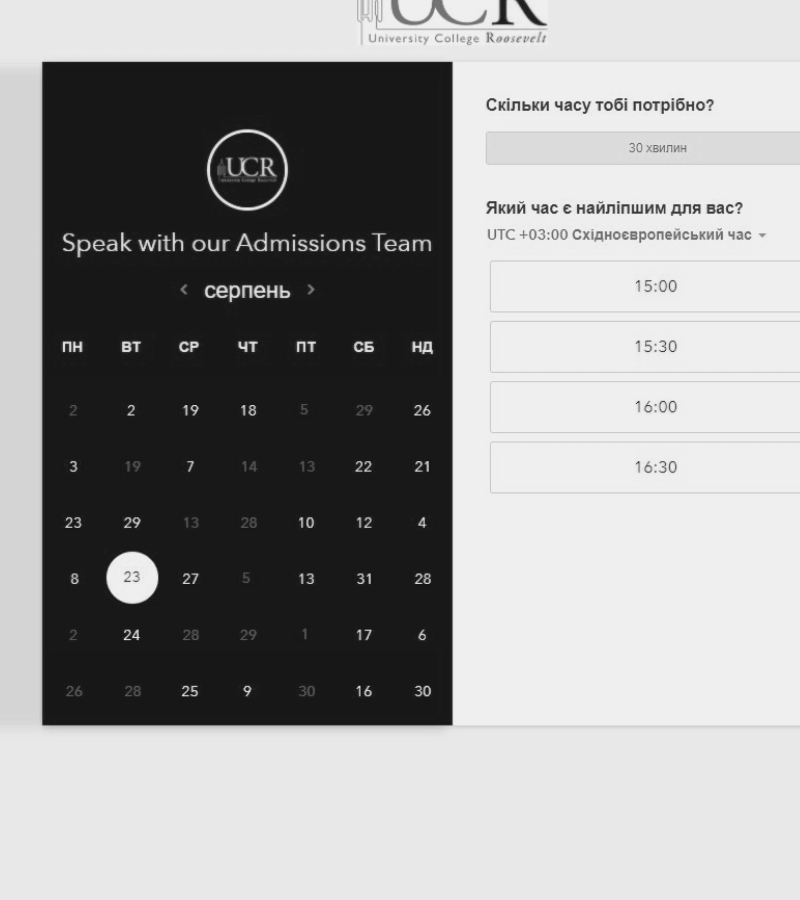 UCR
University College Roosevelt
UCR
Speak with our Admissions Team
‹ серпень ›
ПН ВТ СР ЧТ ПТ СБ НД
2 2 19 18 5 29 26
3 19 7 14 13 22 21
23 29 13 28 10 12 4
8 23 27 5 13 31 28
2 24 28 29 1 17 6
26 28 25 9 30 16 30
Скільки часу тобі потрібно?
30 хвилин
Який час є найліпшим для вас?
UTC +03:00 Східноєвропейський час
15:00
15:30
16:00
16:30